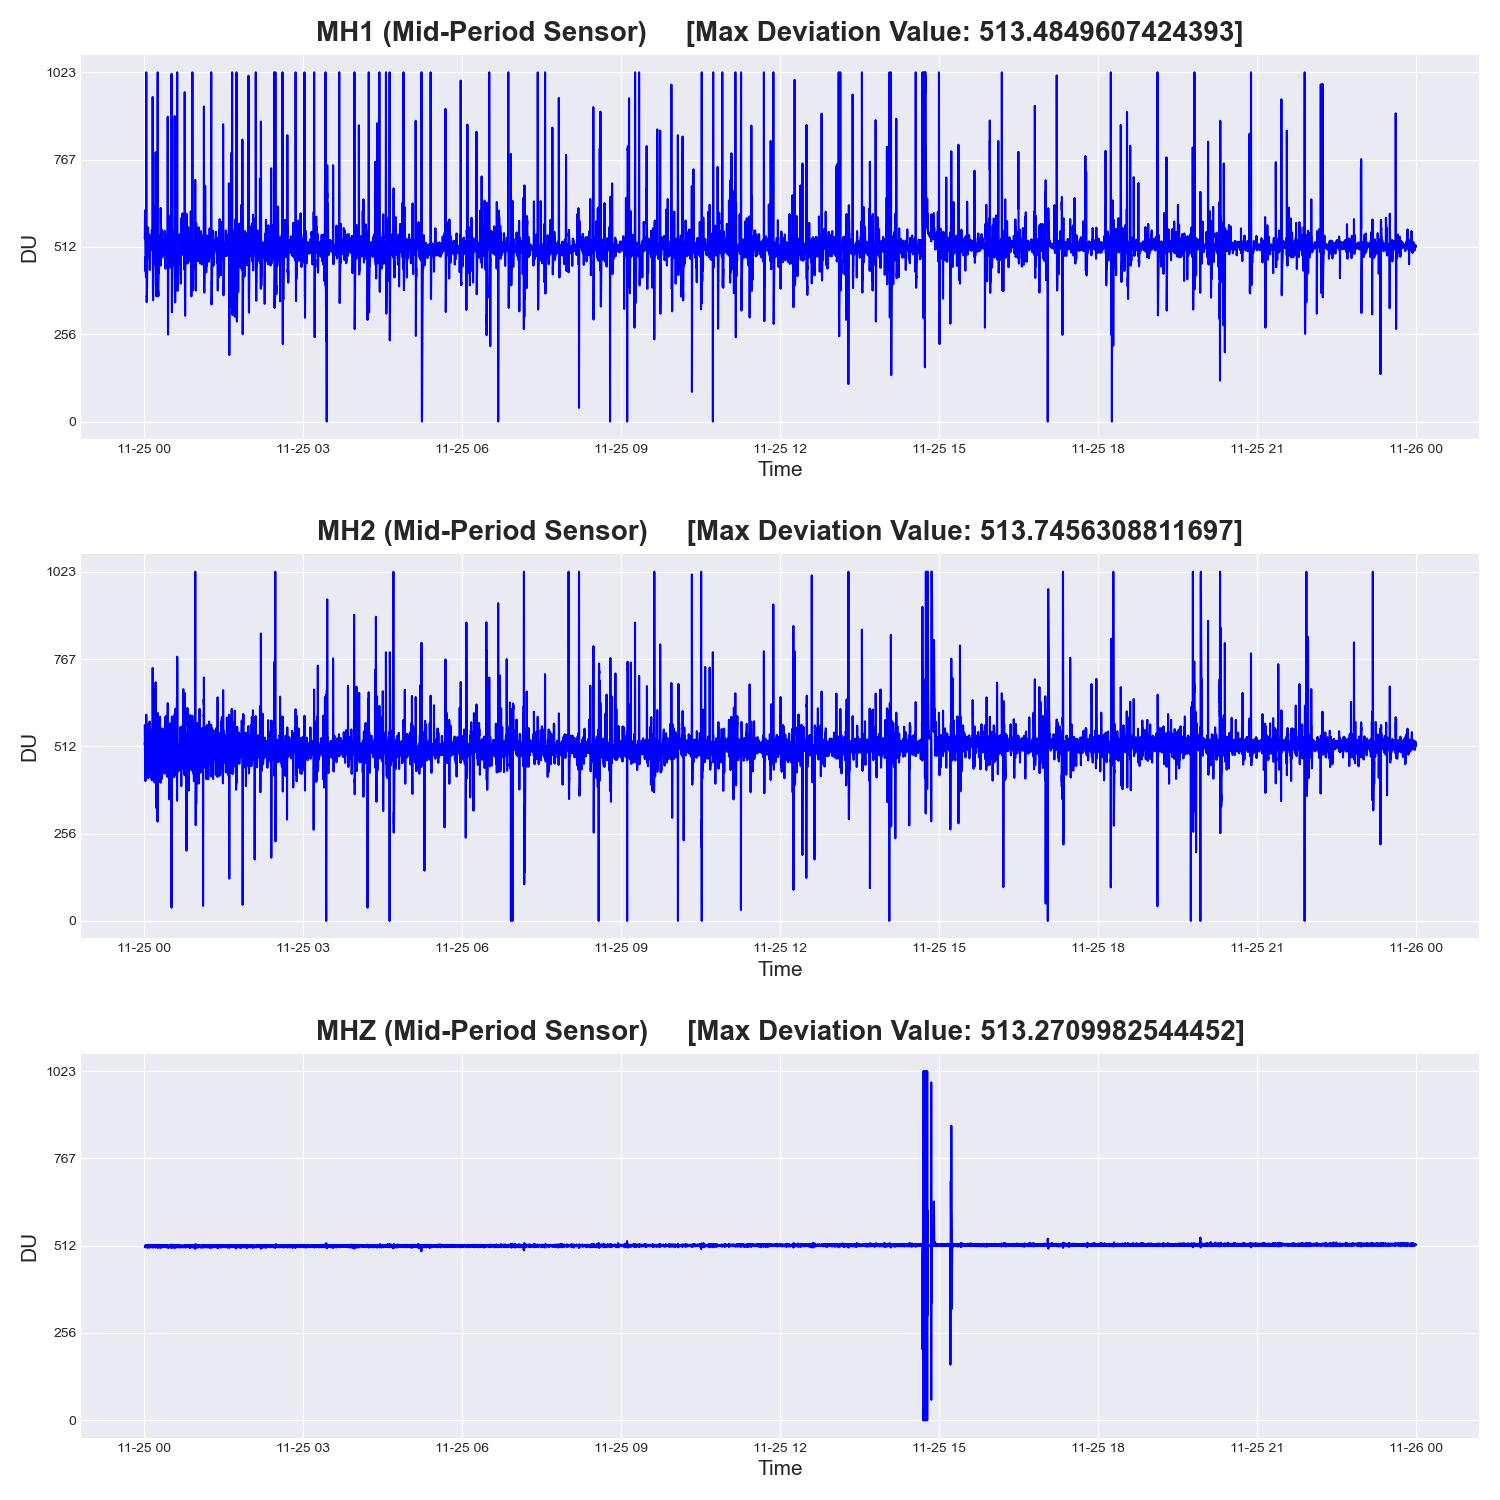 MH1 (Mid-Period Sensor) [Max Deviation Value: 513.4849607424393]
1023
767
512
256
0
DU
11-25 00 11-25 03 11-25 06 11-25 09 11-25 12 11-25 15 11-25 18 11-25 21 11-26 00
Time
MH2 (Mid-Period Sensor) [Max Deviation Value: 513.7456308811697]
1023
767
512
256
0
DU
11-25 00 11-25 03 11-25 06 11-25 09 11-25 12 11-25 15 11-25 18 11-25 21 11-26 00
Time
MHZ (Mid-Period Sensor) [Max Deviation Value: 513.2709982544452]
1023
767
512
256
0
DU
11-25 00 11-25 03 11-25 06 11-25 09 11-25 12 11-25 15 11-25 18 11-25 21 11-26 00
Time